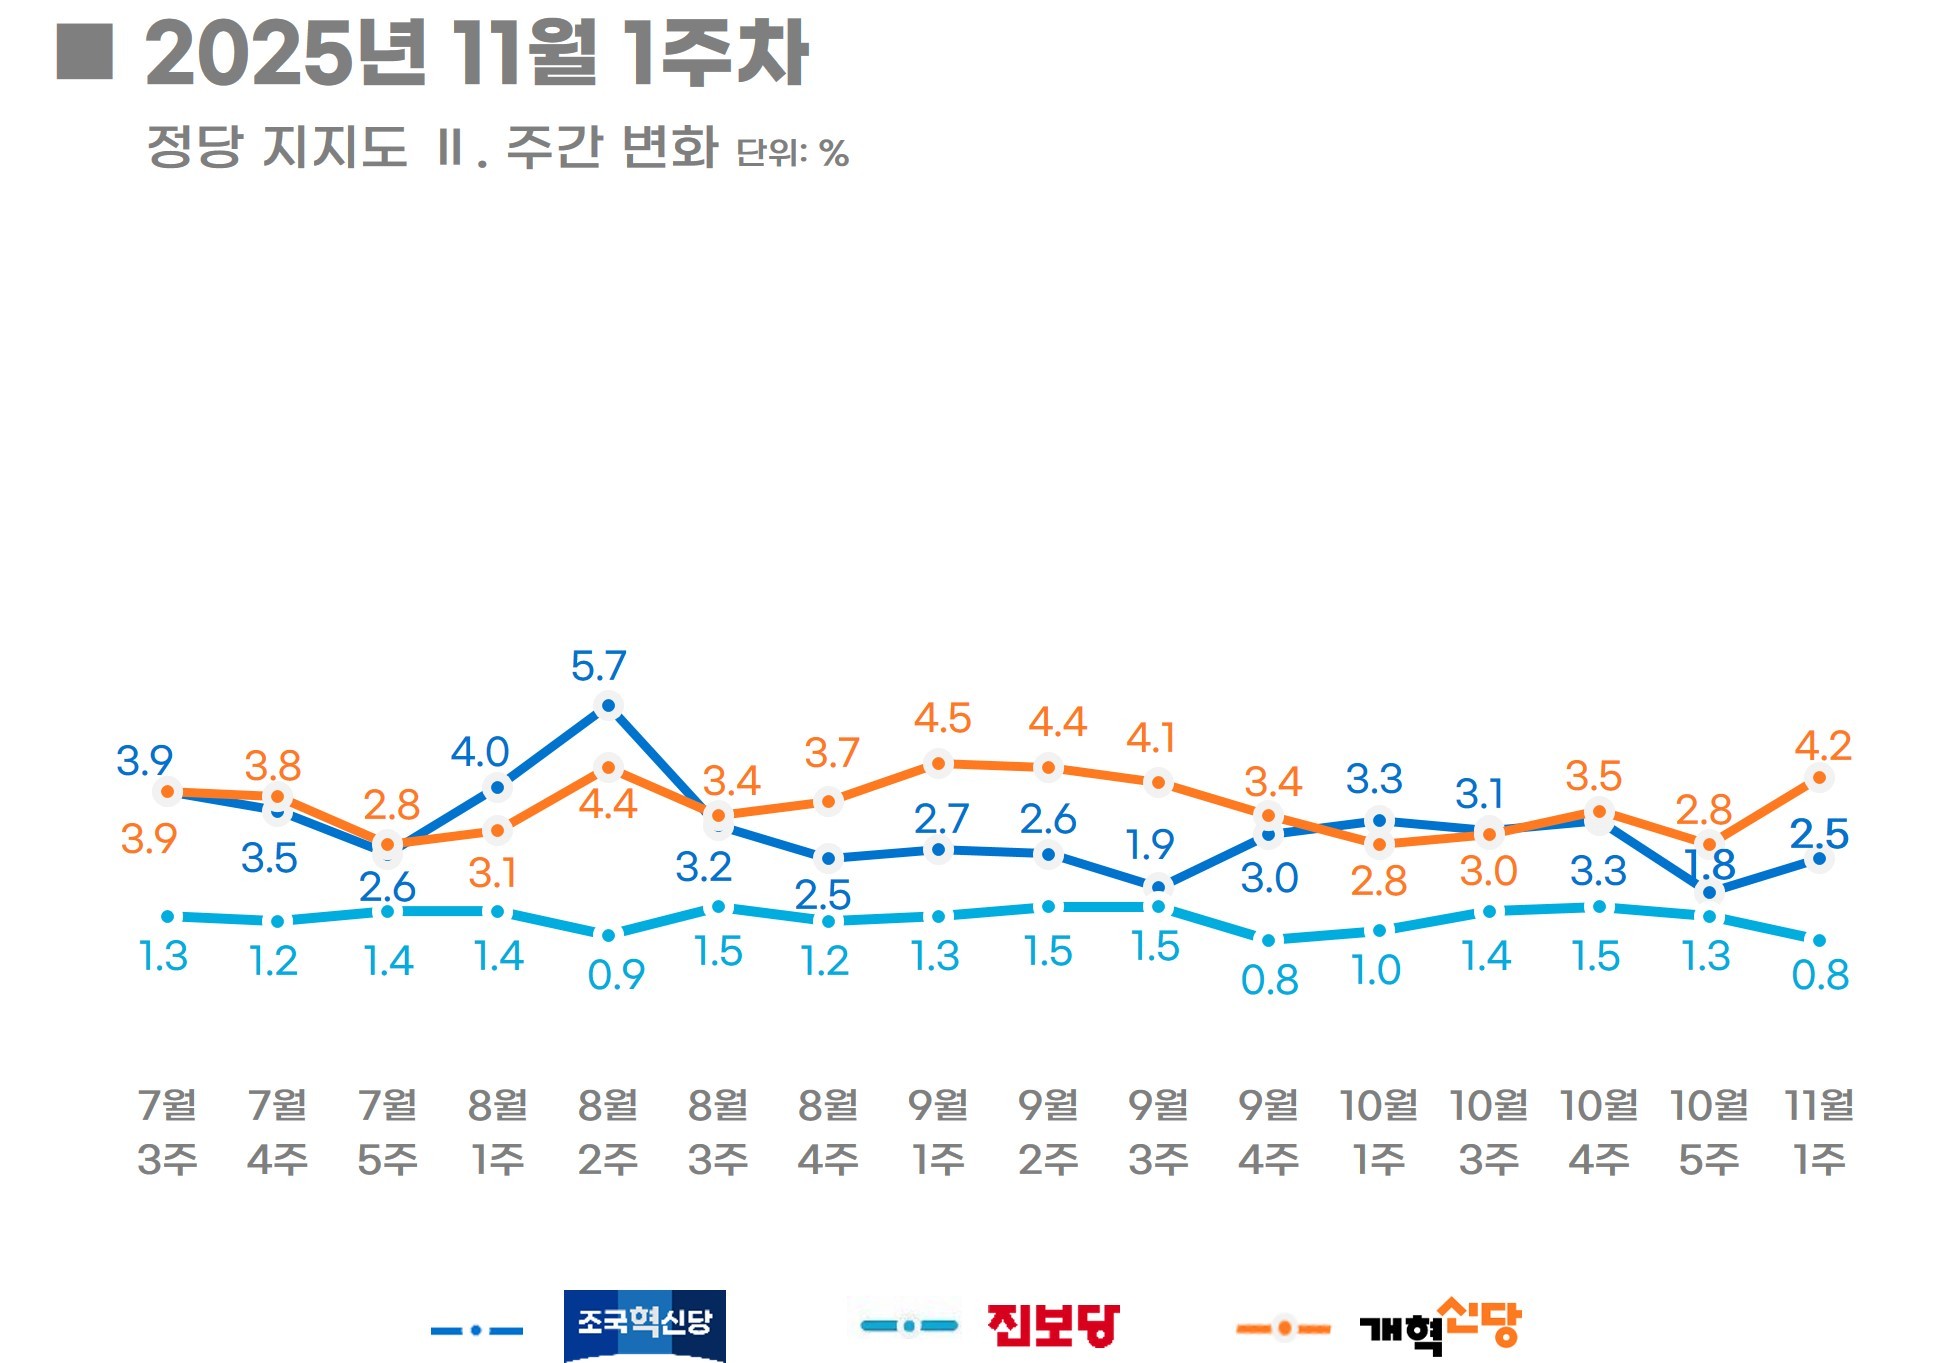 ■ 2025년 11월 1주차
정당 지지도 Ⅱ. 주간 변화 단위: %
5.7
3.9 3.8 2.8 4.0 4.4 3.4 3.7 4.5 4.4 4.1 3.4 3.3 3.1 3.5 2.8 4.2
3.9 3.5 2.6 3.1 3.2 2.5 2.7 2.6 1.9 3.0 2.8 3.0 3.3 1.8 2.5
1.3 1.2 1.4 1.4 0.9 1.5 1.2 1.3 1.5 1.5 0.8 1.0 1.4 1.5 1.3 0.8
7월 7월 7월 8월 8월 8월 8월 9월 9월 9월 9월 10월 10월 10월 10월 11월
3주 4주 5주 1주 2주 3주 4주 1주 2주 3주 4주 1주 3주 4주 5주 1주
조국혁신당 진보당 개혁신당